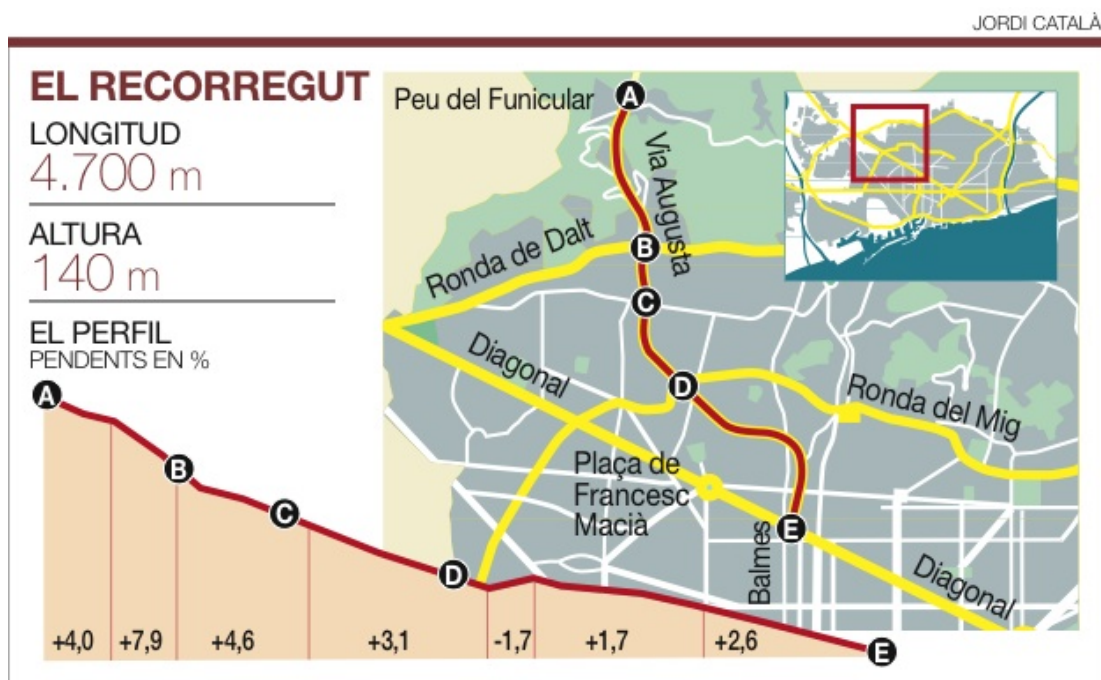 JORDI CATALÀ
EL RECORREGUT
LONGITUD
4.700 m
ALTURA
140 m
EL PERFIL
PENDENTS EN %
A
B
C
D
E
+4,0
+7,9
+4,6
+3,1
-1,7
+1,7
+2,6
Peu del Funicular
A
Via Augusta
Ronda de Dalt
B
C
Diagonal
D
Ronda del Mig
Plaça de
Francesc
Macià
Balmes
E
Diagonal